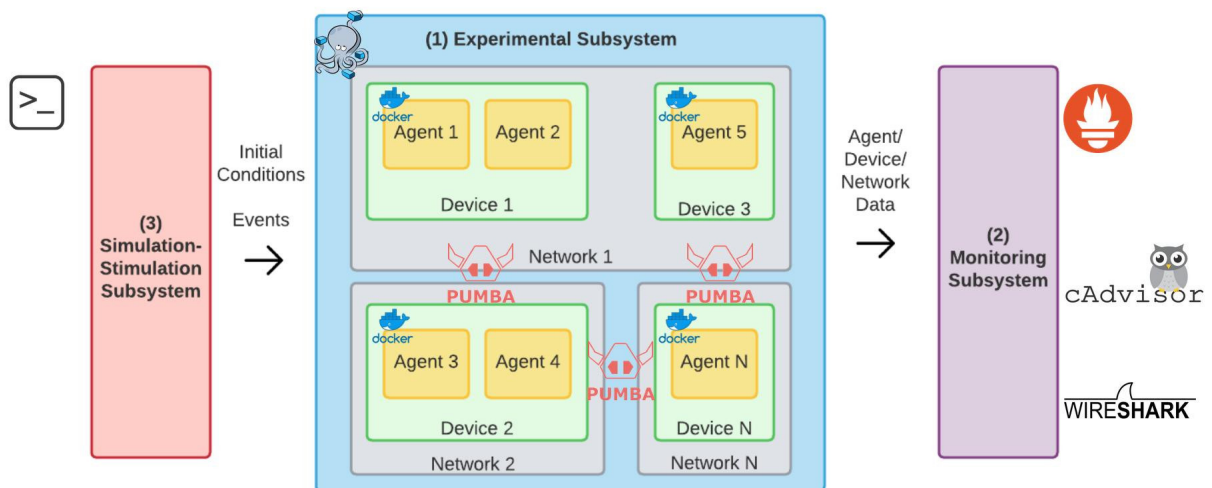 >_
(3)
Simulation-
Stimulation
Subsystem
Initial
Conditions
Events
(1) Experimental Subsystem
docker
Agent 1
Agent 2
Device 1
docker
Agent 5
Device 3
Network 1
PUMBA
PUMBA
docker
Agent 3
Agent 4
Device 2
Network 2
PUMBA
docker
Agent N
Device N
Network N
Agent/
Device/
Network
Data
(2)
Monitoring
Subsystem
cAdvisor
WIRESHARK